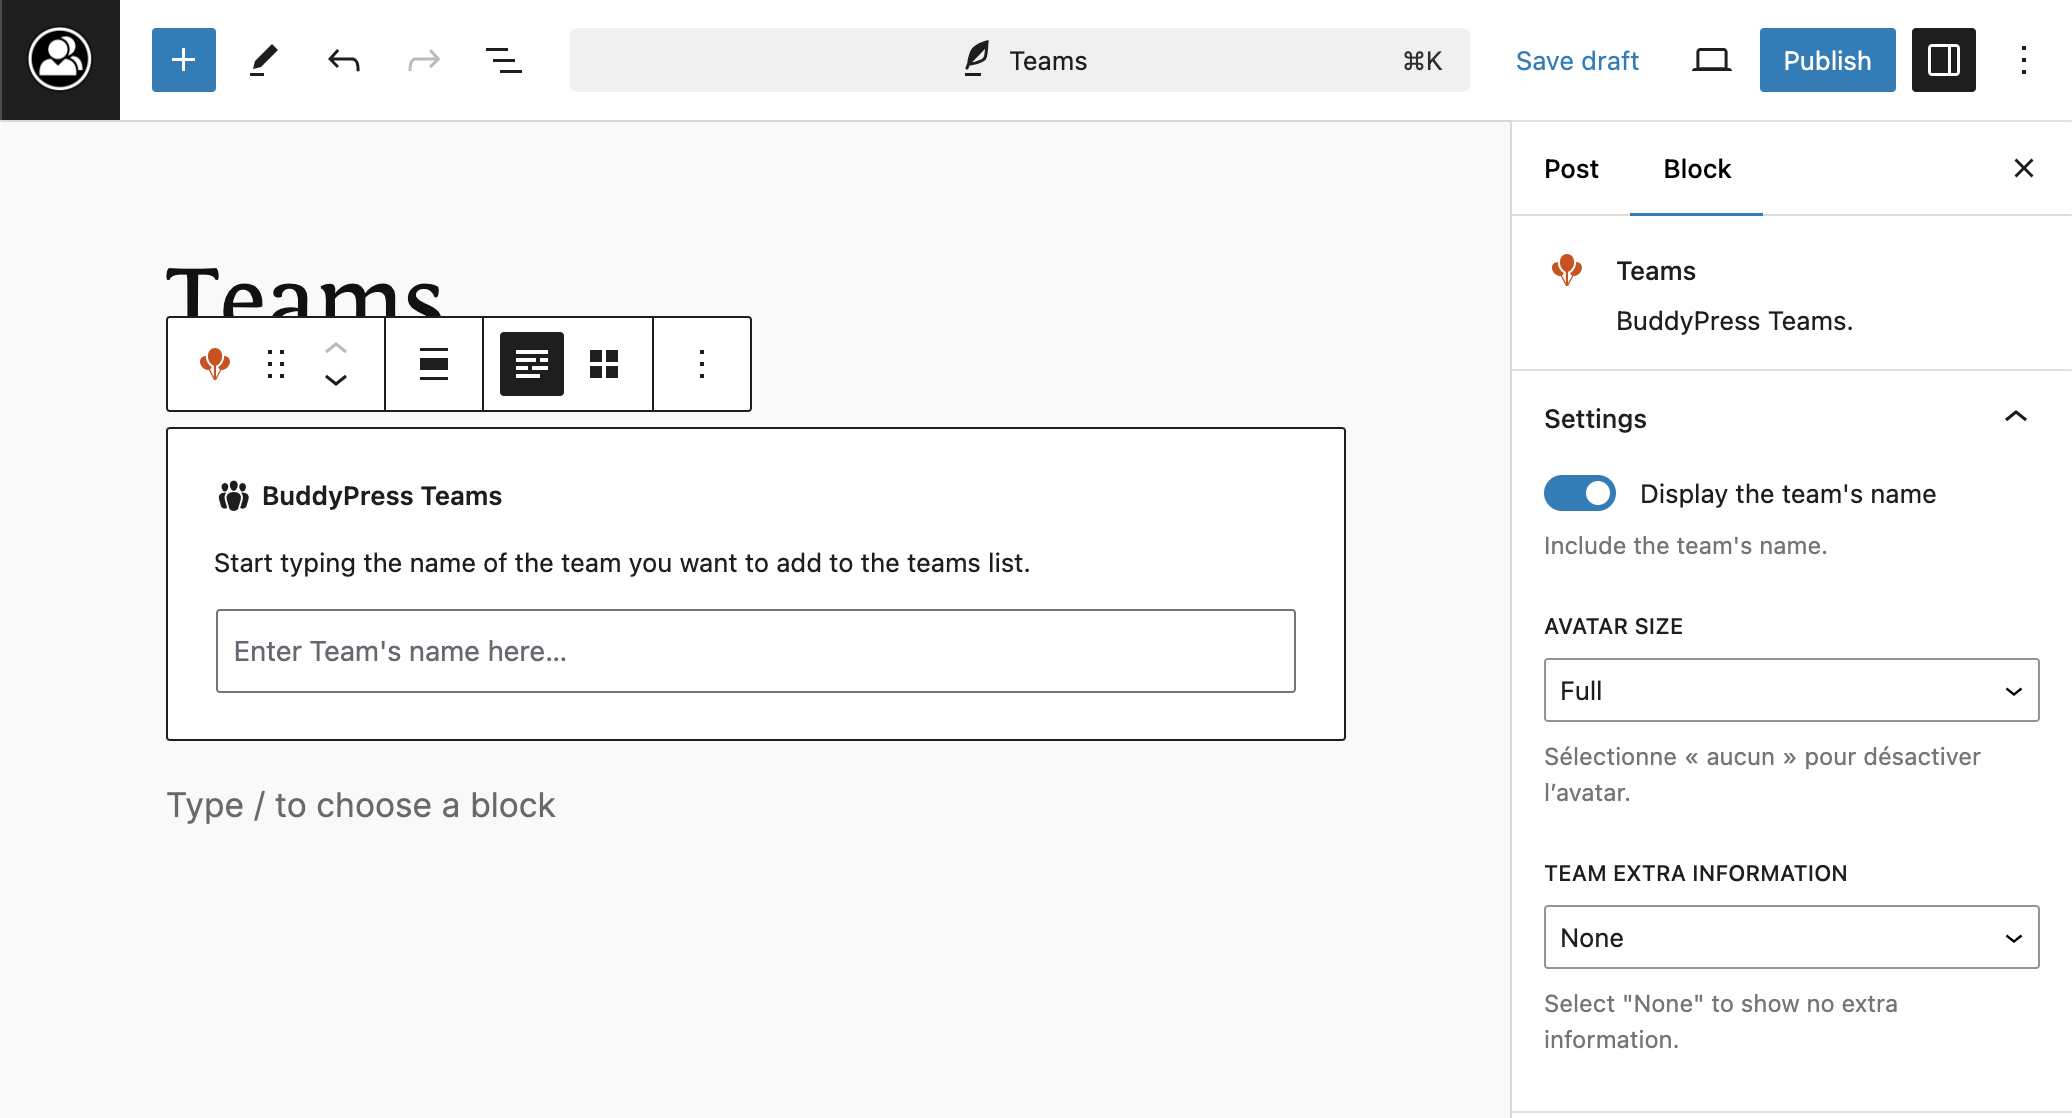 Teams
⌘K
Save draft
Publish
Post
Block
Teams
BuddyPress Teams.
Settings
Display the team's name
Include the team's name.
AVATAR SIZE
Full
Sélectionne « aucun » pour désactiver
l’avatar.
TEAM EXTRA INFORMATION
None
Select "None" to show no extra
information.
Teams
BuddyPress Teams
Start typing the name of the team you want to add to the teams list.
Enter Team's name here...
Type / to choose a block